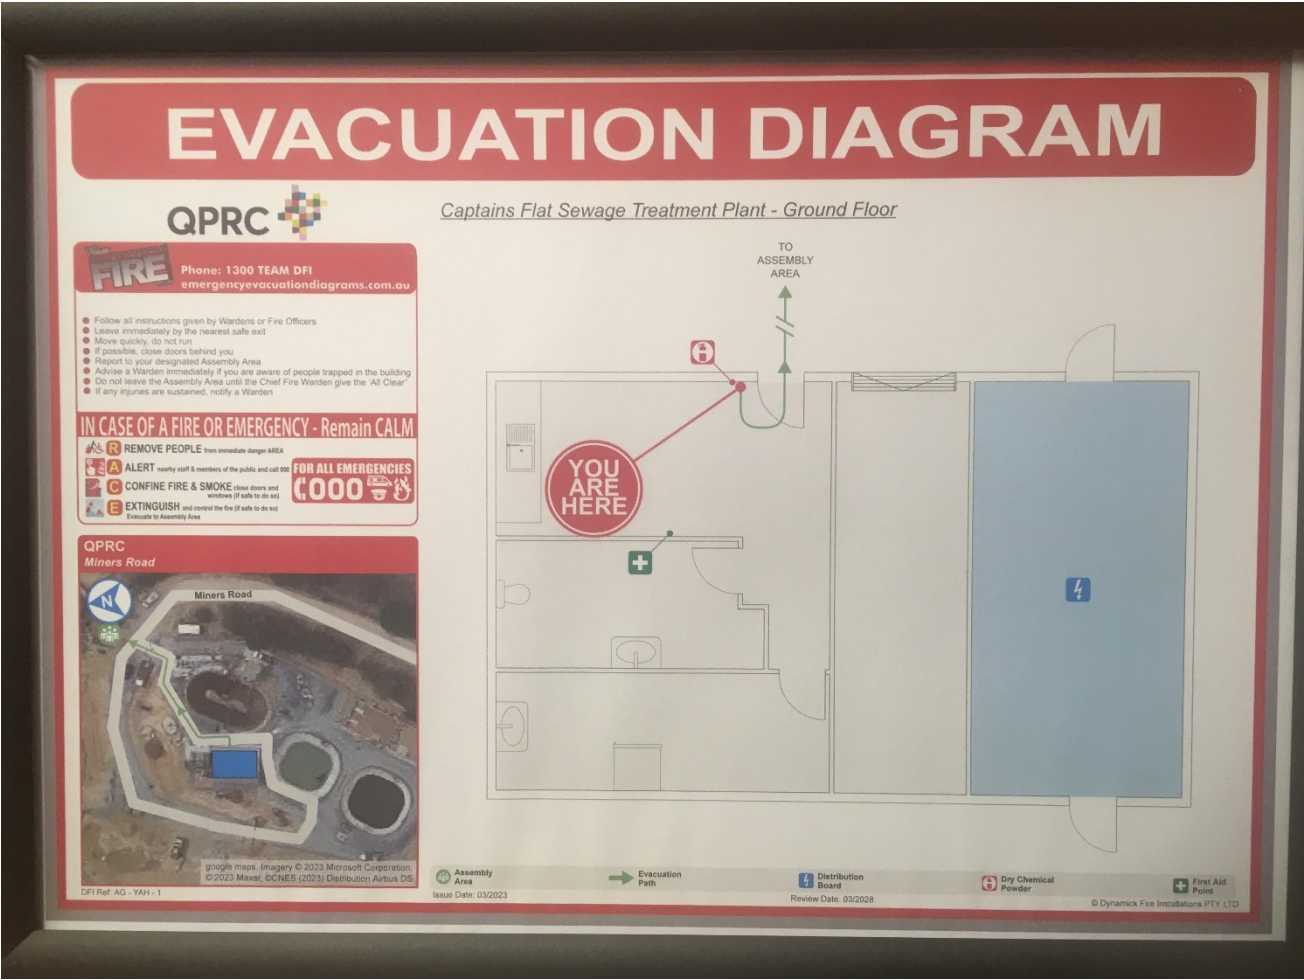 EVACUATION DIAGRAM
QPRC
Captains Flat Sewage Treatment Plant - Ground Floor
FIRE
Phone: 1300 TEAM DFI
emergencyevacuationdiagrams.com.au
Follow all instructions given by Wardens or Fire Officers
Leave immediately by the nearest safe exit
Move quickly, do not run
If possible, close doors behind you
Report to your designated Assembly Area
Advise a Warden immediately if you are aware of people trapped in the building
Do not leave the Assembly Area until the Chief Fire Warden give the 'All Clear"
If any injuries are sustained, notify a Warden
IN CASE OF A FIRE OR EMERGENCY - Remain CALM
R REMOVE PEOPLE from immediate danger AREA
A ALERT nearby staff & members of the public and call 000
C CONFINE FIRE & SMOKE close doors and
windows (if safe to do so)
E EXTINGUISH and control the fire (if safe to do so)
Evacuate to Assembly Area
FOR ALL EMERGENCIES
000
QPRC
Miners Road
N
Miners Road
google maps. Imagery © 2023 Microsoft Corporation,
© 2023 Maxar, ©CNES (2023) Distribution Airbus DS
DFI Ref: AG - YAH - 1
TO
ASSEMBLY
AREA
YOU
ARE
HERE
Assembly
Area
Evacuation
Path
Distribution
Board
Dry Chemical
Powder
First Aid
Point
Issue Date: 03/2023
Review Date: 03/2028
© Dynamick Fire Installations PTY LTD